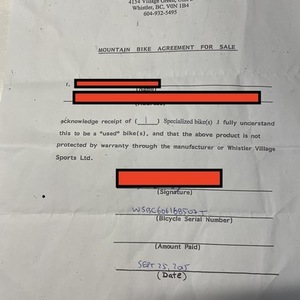 4154 Village Green,
Whistler, BC, V0N 1B4
604-932-5495
MOUNTAIN BIKE AGREEMENT FOR SALE
I,
acknowledge receipt of ( 1 ) Specialized bike(s) I fully understand
this to be a "used" bike(s), and that the above product is not
protected by warranty through the manufacturer or Whistler Village
Sports Ltd.
(Signature)
(Bicycle Serial Number)
(Amount Paid)
SEPT 25, 2015
(Date)